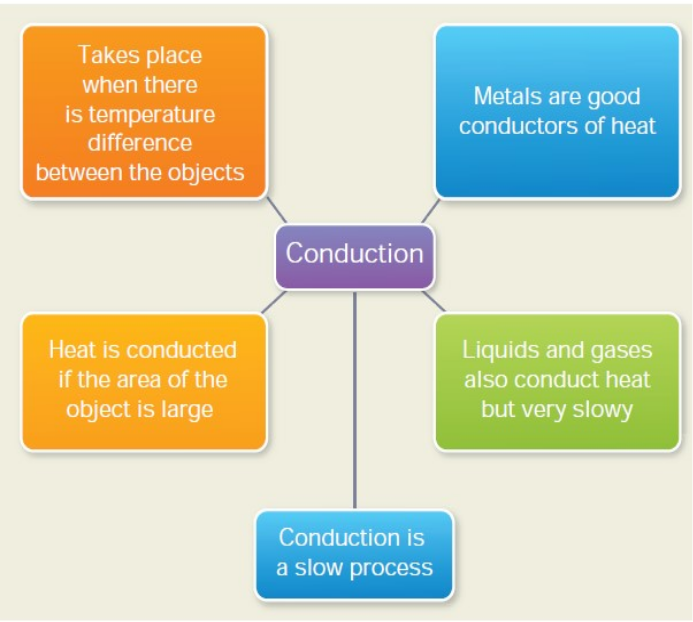 Takes place
when there
is temperature
difference
between the objects
Metals are good
conductors of heat
Conduction
Heat is conducted
if the area of the
object is large
Liquids and gases
also conduct heat
but very slowy
Conduction is
a slow process